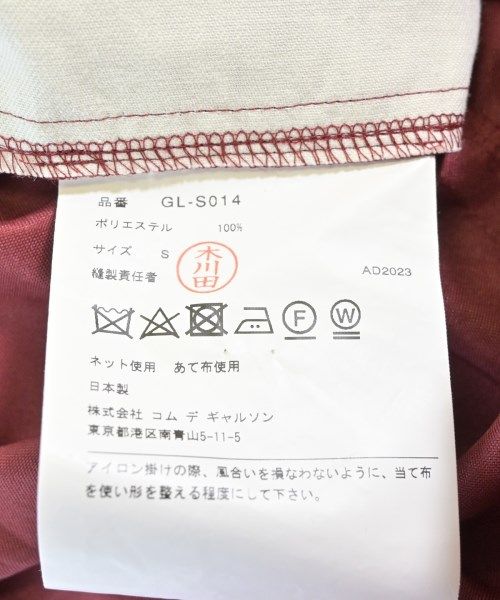 品番 GL-S014
ポリエステル 100%
サイズ S
縫製責任者 木川田 AD2023
F W
ネット使用 あて布使用
日本製
株式会社 コム デ ギャルソン
東京都港区南青山5-11-5
アイロン掛けの際、風合いを損なわないように、当て布
を使い形を整える程度にして下さい。